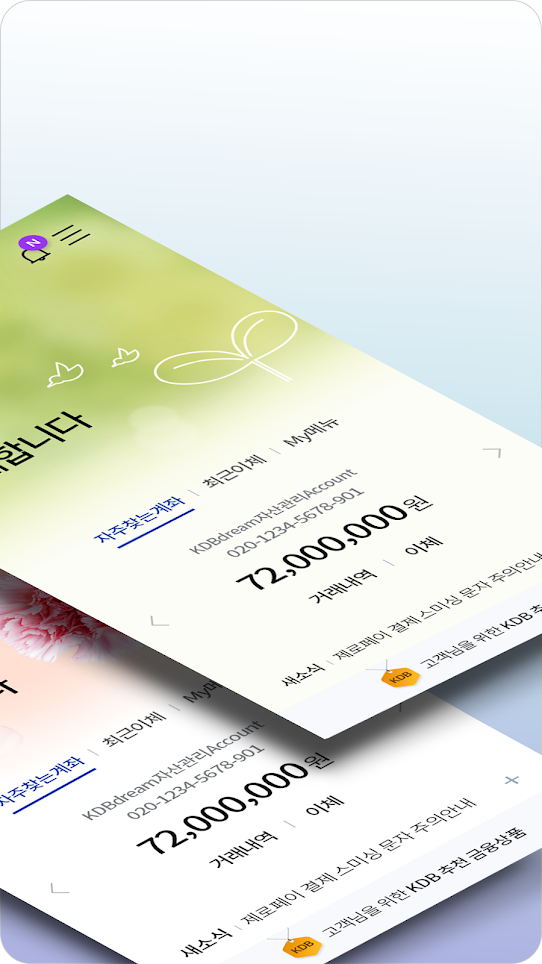 N
합니다
자주찾는계좌
최근이체
My메뉴
KDBdream자산관리Account
020-1234-5678-901
72,000,000원
거래내역
이체
새소식
제로페이 결제 스미싱 문자 주의안내
KDB
고객님을 위한 KDB 추
자주찾는계좌
최근이체
KDBdream자산관리Account
020-1234-5678-901
72,000,000원
거래내역
이체
새소식
제로페이 결제 스미싱 문자 주의안내
KDB
고객님을 위한 KDB 추천 금융상품